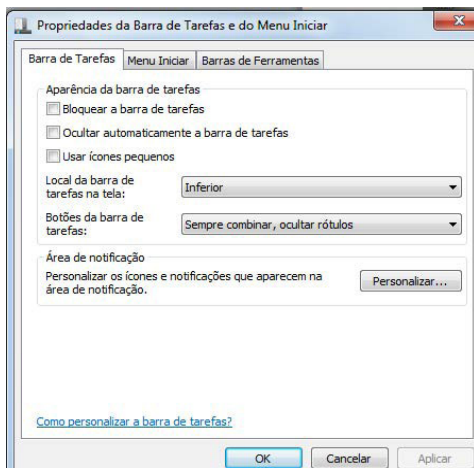 Propriedades da Barra de Tarefas e do Menu Iniciar
Barra de Tarefas
Menu Iniciar
Barras de Ferramentas
Aparência da barra de tarefas
Bloquear a barra de tarefas
Ocultar automaticamente a barra de tarefas
Usar ícones pequenos
Local da barra de
tarefas na tela:
Inferior
Botões da barra de
tarefas:
Sempre combinar, ocultar rótulos
Área de notificação
Personalizar os ícones e notificações que aparecem na
área de notificação.
Personalizar...
Como personalizar a barra de tarefas?
OK
Cancelar
Aplicar